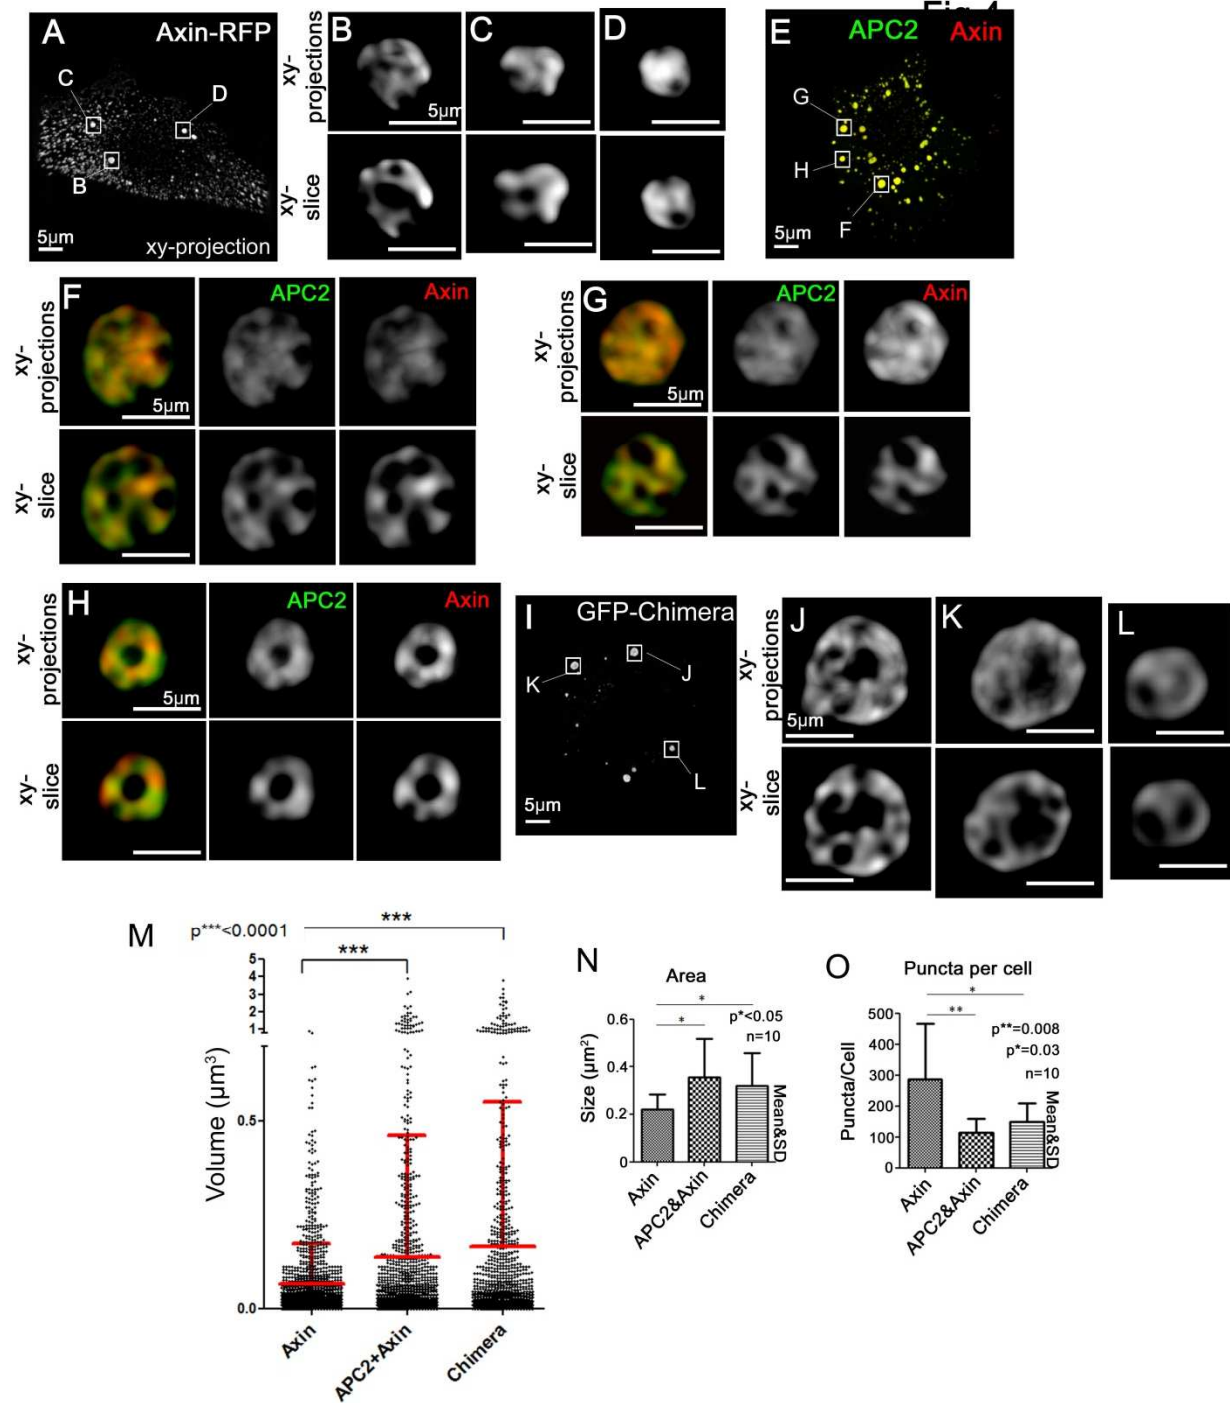 Fig 4
A
Axin-RFP
C
D
B
5µm
xy-projection
xy-
projections
xy-
slice
B
5µm
C
D
E
APC2
Axin
G
H
F
5µm
F
APC2
Axin
xy-
projections
5µm
xy-
slice
G
APC2
Axin
xy-
projections
5µm
xy-
slice
H
APC2
Axin
xy-
projections
5µm
xy-
slice
I
GFP-Chimera
K
J
L
5µm
xy-
projections
xy-
slice
J
5µm
K
L
M
p***<0.0001
***
***
5
4
3
2
1
0.5
0.0
Volume (µm³)
Axin
APC2+Axin
Chimera
N
Area
*
*
p*<0.05
n=10
0.6
0.4
0.2
0
Size (µm²)
Mean&SD
Axin
APC2&Axin
Chimera
O
Puncta per cell
*
**
p**=0.008
p*=0.03
n=10
500
400
300
200
100
0
Puncta/Cell
Mean&SD
Axin
APC2&Axin
Chimera